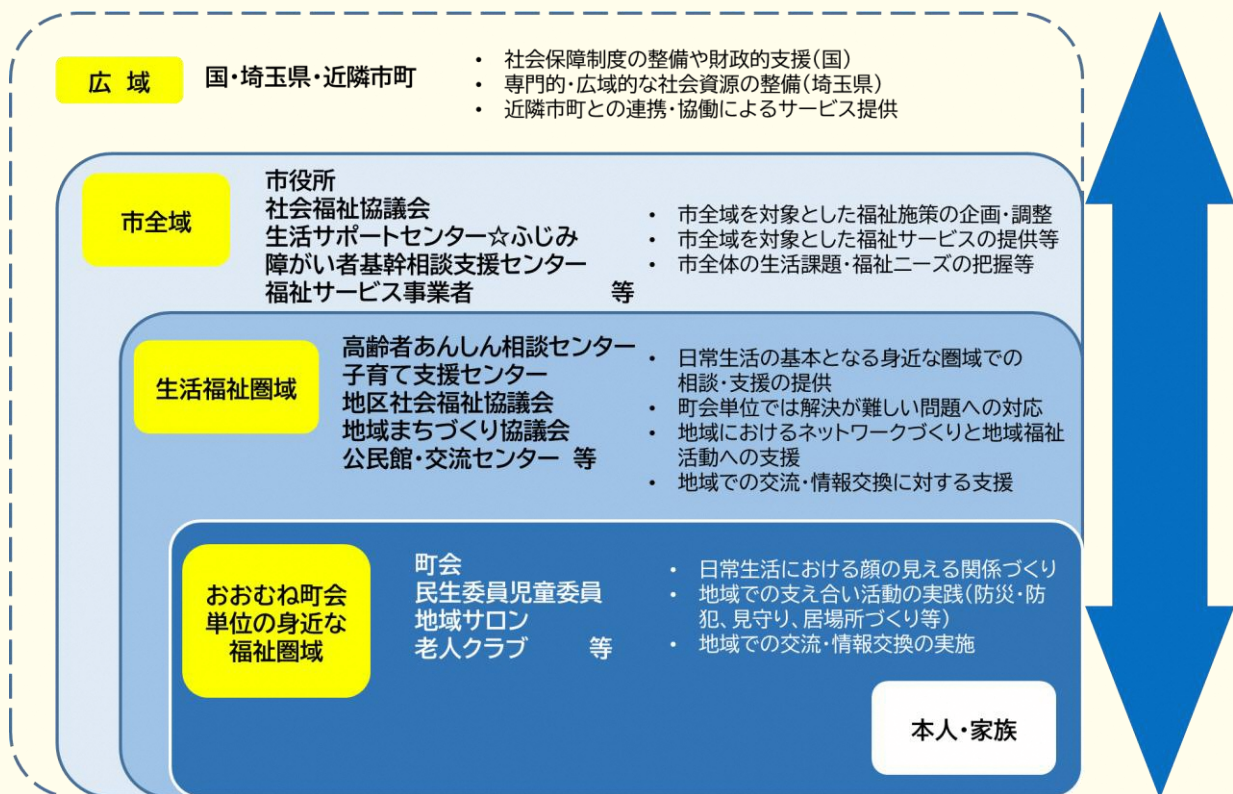 広 域
国・埼玉県・近隣市町
・ 社会保障制度の整備や財政的支援(国)
・ 専門的・広域的な社会資源の整備(埼玉県)
・ 近隣市町との連携・協働によるサービス提供
市全域
市役所
社会福祉協議会
生活サポートセンター☆ふじみ
障がい者基幹相談支援センター
福祉サービス事業者 等
・ 市全域を対象とした福祉施策の企画・調整
・ 市全域を対象とした福祉サービスの提供等
・ 市全体の生活課題・福祉ニーズの把握等
生活福祉圏域
高齢者あんしん相談センター
子育て支援センター
地区社会福祉協議会
地域まちづくり協議会
公民館・交流センター 等
・ 日常生活の基本となる身近な圏域での
相談・支援の提供
・ 町会単位では解決が難しい問題への対応
・ 地域におけるネットワークづくりと地域福祉
活動への支援
・ 地域での交流・情報交換に対する支援
おおむね町会
単位の身近な
福祉圏域
町会
民生委員児童委員
地域サロン
老人クラブ 等
・ 日常生活における顔の見える関係づくり
・ 地域での支え合い活動の実践(防災・防
犯、見守り、居場所づくり等)
・ 地域での交流・情報交換の実施
本人・家族